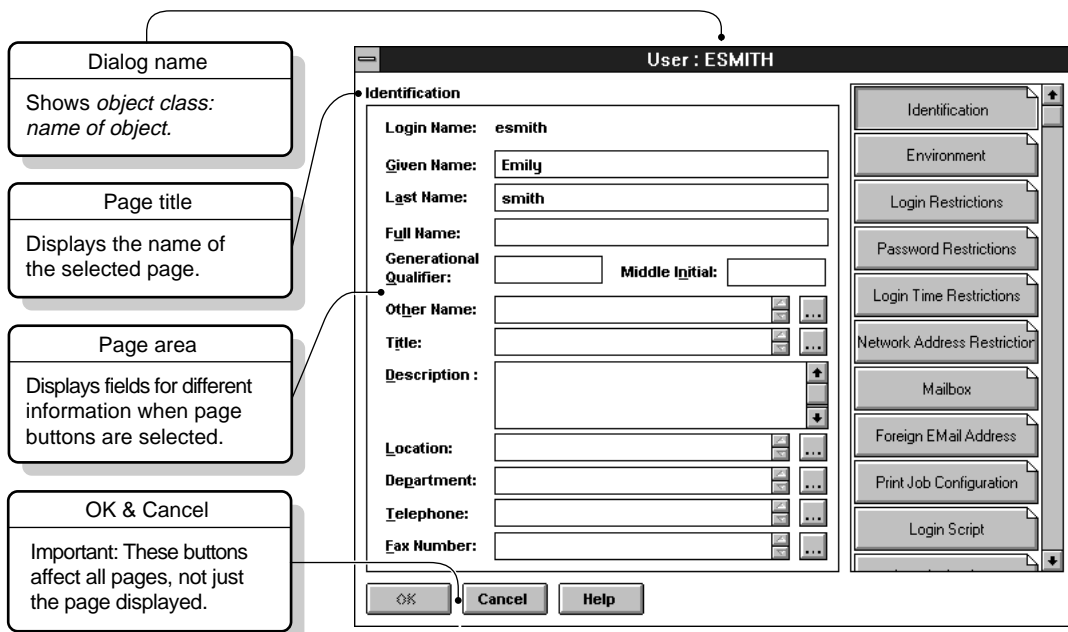 Dialog name
Shows object class:
name of object.
Page title
Displays the name of
the selected page.
Page area
Displays fields for different
information when page
buttons are selected.
OK & Cancel
Important: These buttons
affect all pages, not just
the page displayed.
User : ESMITH
Identification
Login Name: esmith
Given Name: Emily
Last Name: smith
Full Name:
Generational
Qualifier:
Middle Initial:
Other Name:
...
Title:
...
Description :
Location:
...
Department:
...
Telephone:
...
Fax Number:
...
OK
Cancel
Help
Identification
Environment
Login Restrictions
Password Restrictions
Login Time Restrictions
Network Address Restriction
Mailbox
Foreign EMail Address
Print Job Configuration
Login Script